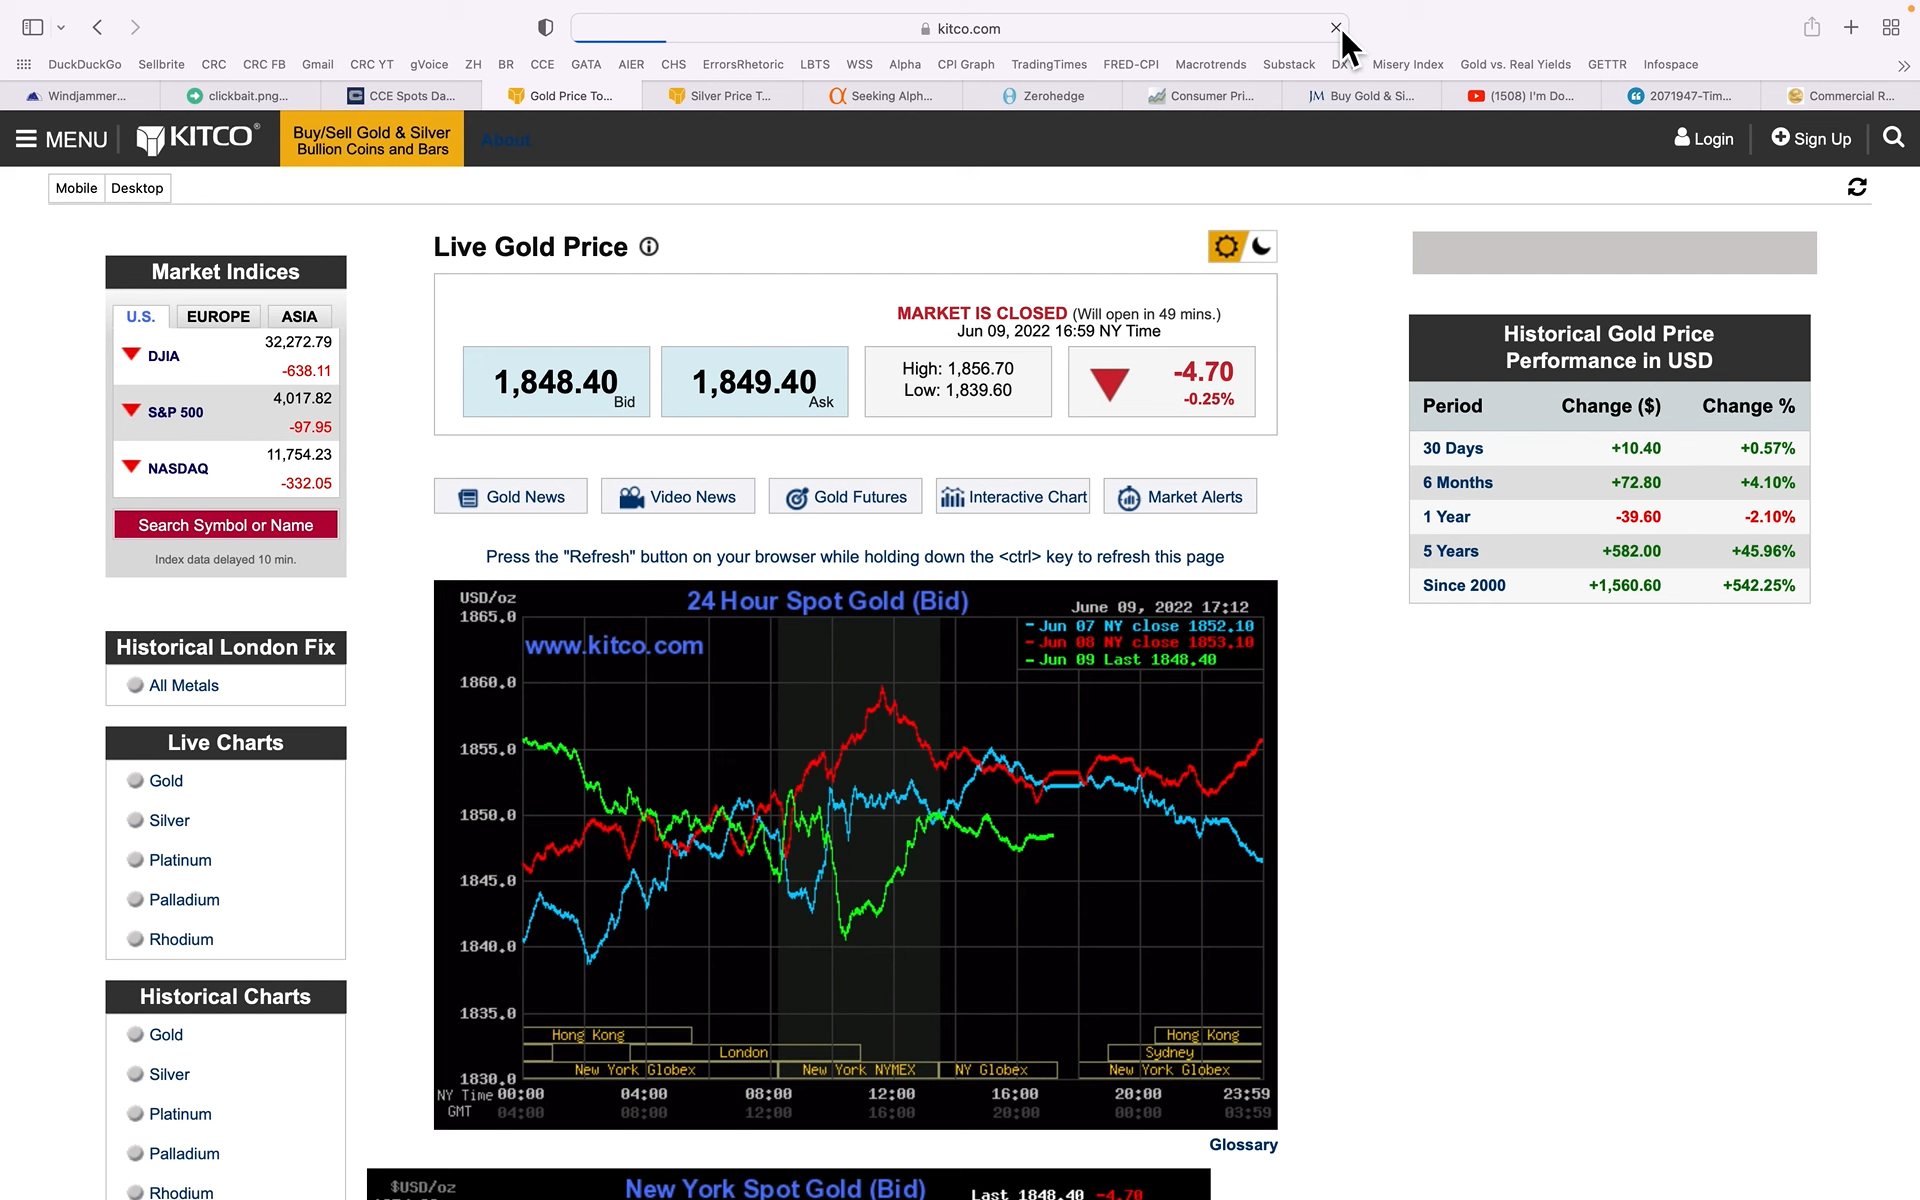 kitco.com
DuckDuckGo Sellbrite CRC CRC FB Gmail CRC YT gVoice ZH BR CCE GATA AIER CHS ErrorsRhetoric LBTS WSS Alpha CPI Graph TradingTimes FRED-CPI Macrotrends Substack Misery Index Gold vs. Real Yields GETTR Infospace
Windjammer... clickbait.png... CCE Spots Da... Gold Price To... Silver Price T... Seeking Alph... Zerohedge Consumer Pri... JM Buy Gold & Si... (1508) I'm Do... 2071947-Tim... Commercial R...
MENU KITCO® Buy/Sell Gold & Silver
Bullion Coins and Bars
About
Login Sign Up
Mobile Desktop
Market Indices
U.S. EUROPE ASIA
DJIA 32,272.79
-638.11
S&P 500 4,017.82
-97.95
NASDAQ 11,754.23
-332.05
Search Symbol or Name
Index data delayed 10 min.
Historical London Fix
All Metals
Live Charts
Gold
Silver
Platinum
Palladium
Rhodium
Historical Charts
Gold
Silver
Platinum
Palladium
Rhodium
Live Gold Price
MARKET IS CLOSED (Will open in 49 mins.)
Jun 09, 2022 16:59 NY Time
1,848.40 Bid
1,849.40 Ask
High: 1,856.70
Low: 1,839.60
-4.70
-0.25%
Gold News Video News Gold Futures Interactive Chart Market Alerts
Press the "Refresh" button on your browser while holding down the <ctrl> key to refresh this page
USD/oz 24 Hour Spot Gold (Bid) June 09, 2022 17:12
www.kitco.com
Jun 07 NY close 1852.10
Jun 08 NY close 1853.10
Jun 09 Last 1848.40
1865.0
1860.0
1855.0
1850.0
1845.0
1840.0
1835.0
1830.0
Hong Kong Hong Kong
London Sydney
New York Globex New York NYMEX NY Globex New York Globex
NY Time 00:00 04:00 08:00 12:00 16:00 20:00 23:59
GMT 04:00 08:00 12:00 16:00 20:00 00:00 03:59
Glossary
$USD/oz New York Spot Gold (Bid) Last 1848.40 -4.70
Historical Gold Price
Performance in USD
Period Change ($) Change %
30 Days +10.40 +0.57%
6 Months +72.80 +4.10%
1 Year -39.60 -2.10%
5 Years +582.00 +45.96%
Since 2000 +1,560.60 +542.25%